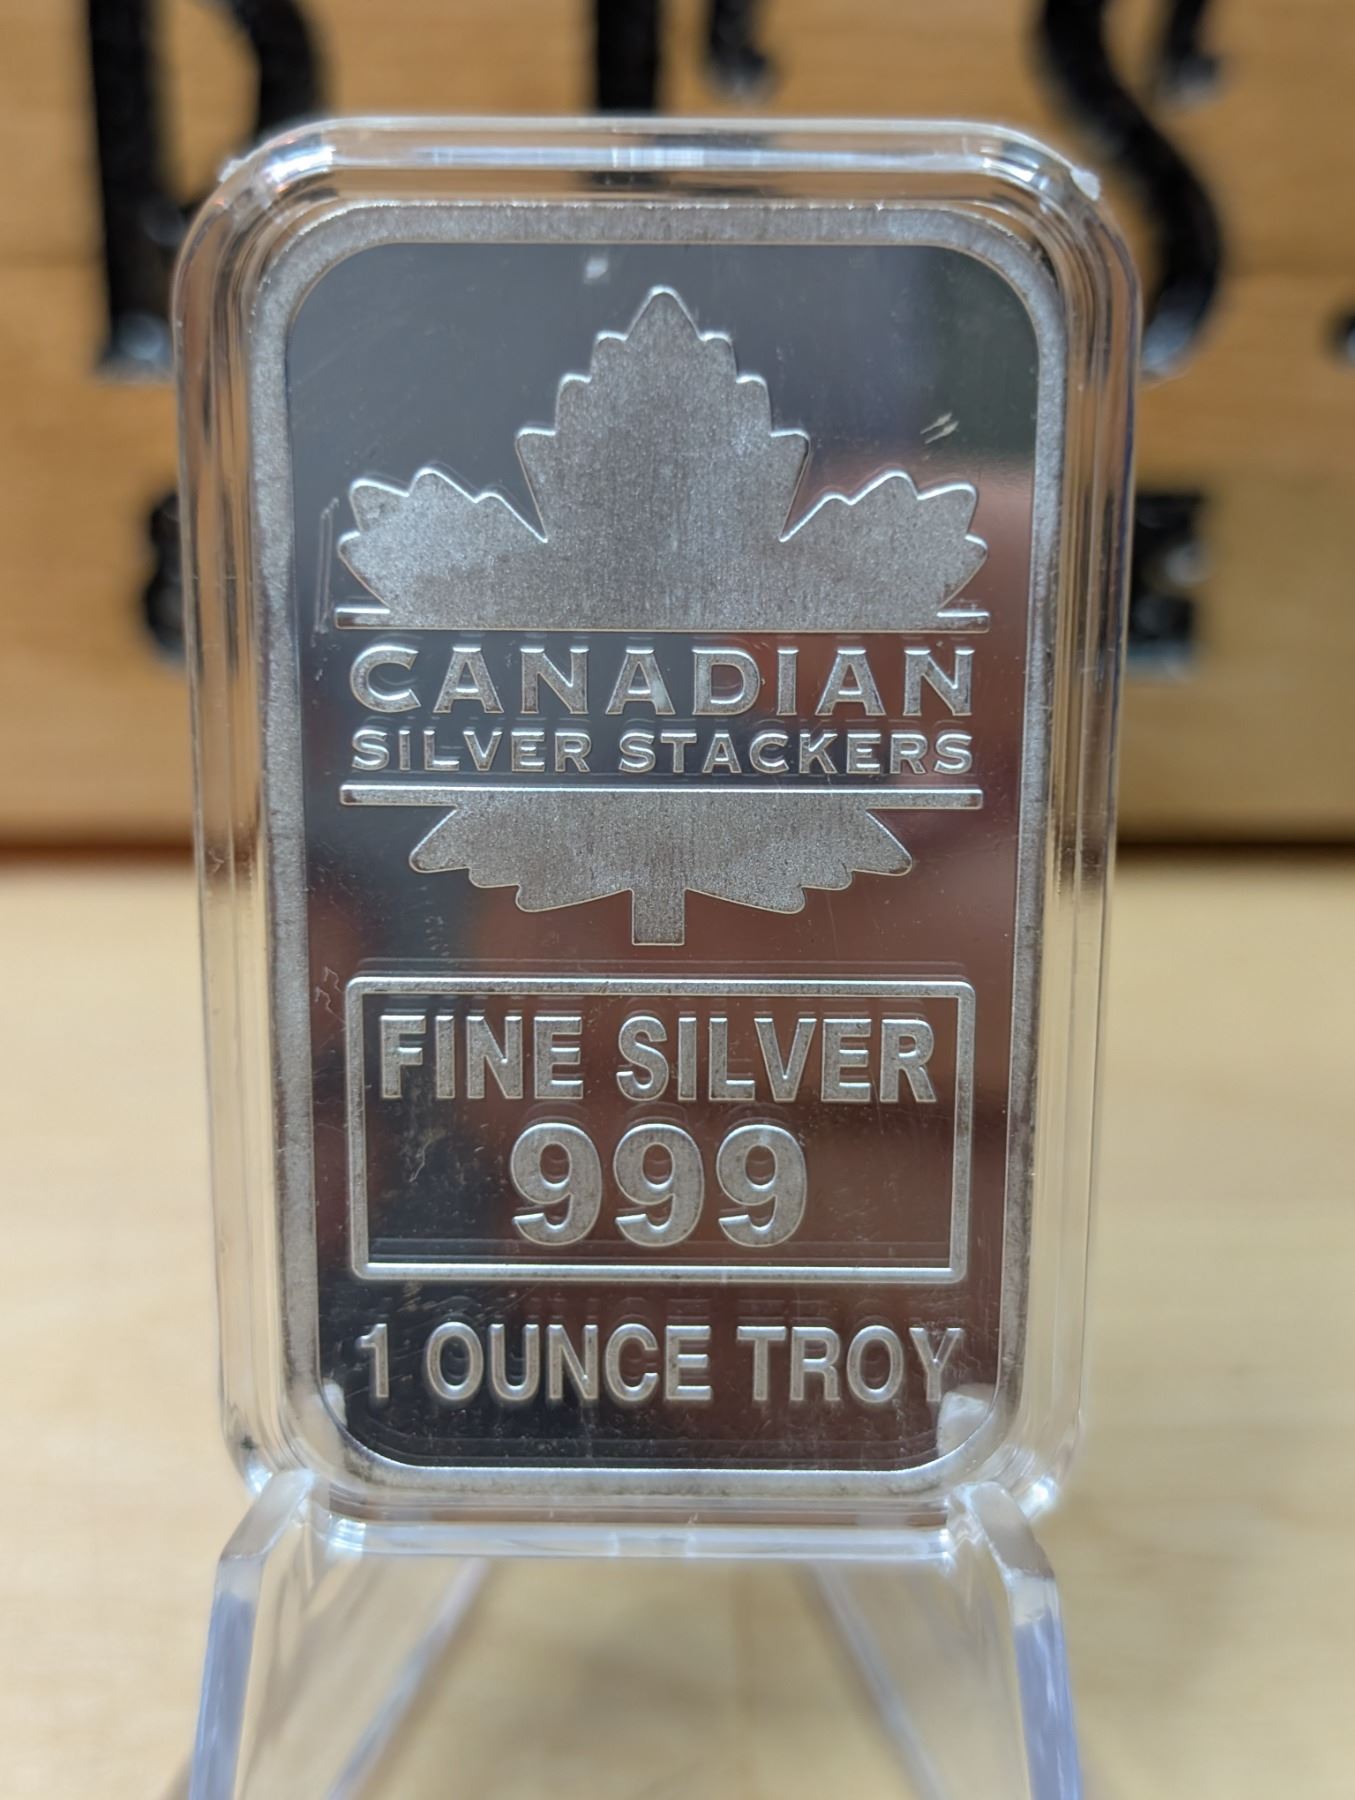 CANADIAN
SILVER STACKERS
FINE SILVER
999
1 OUNCE TROY